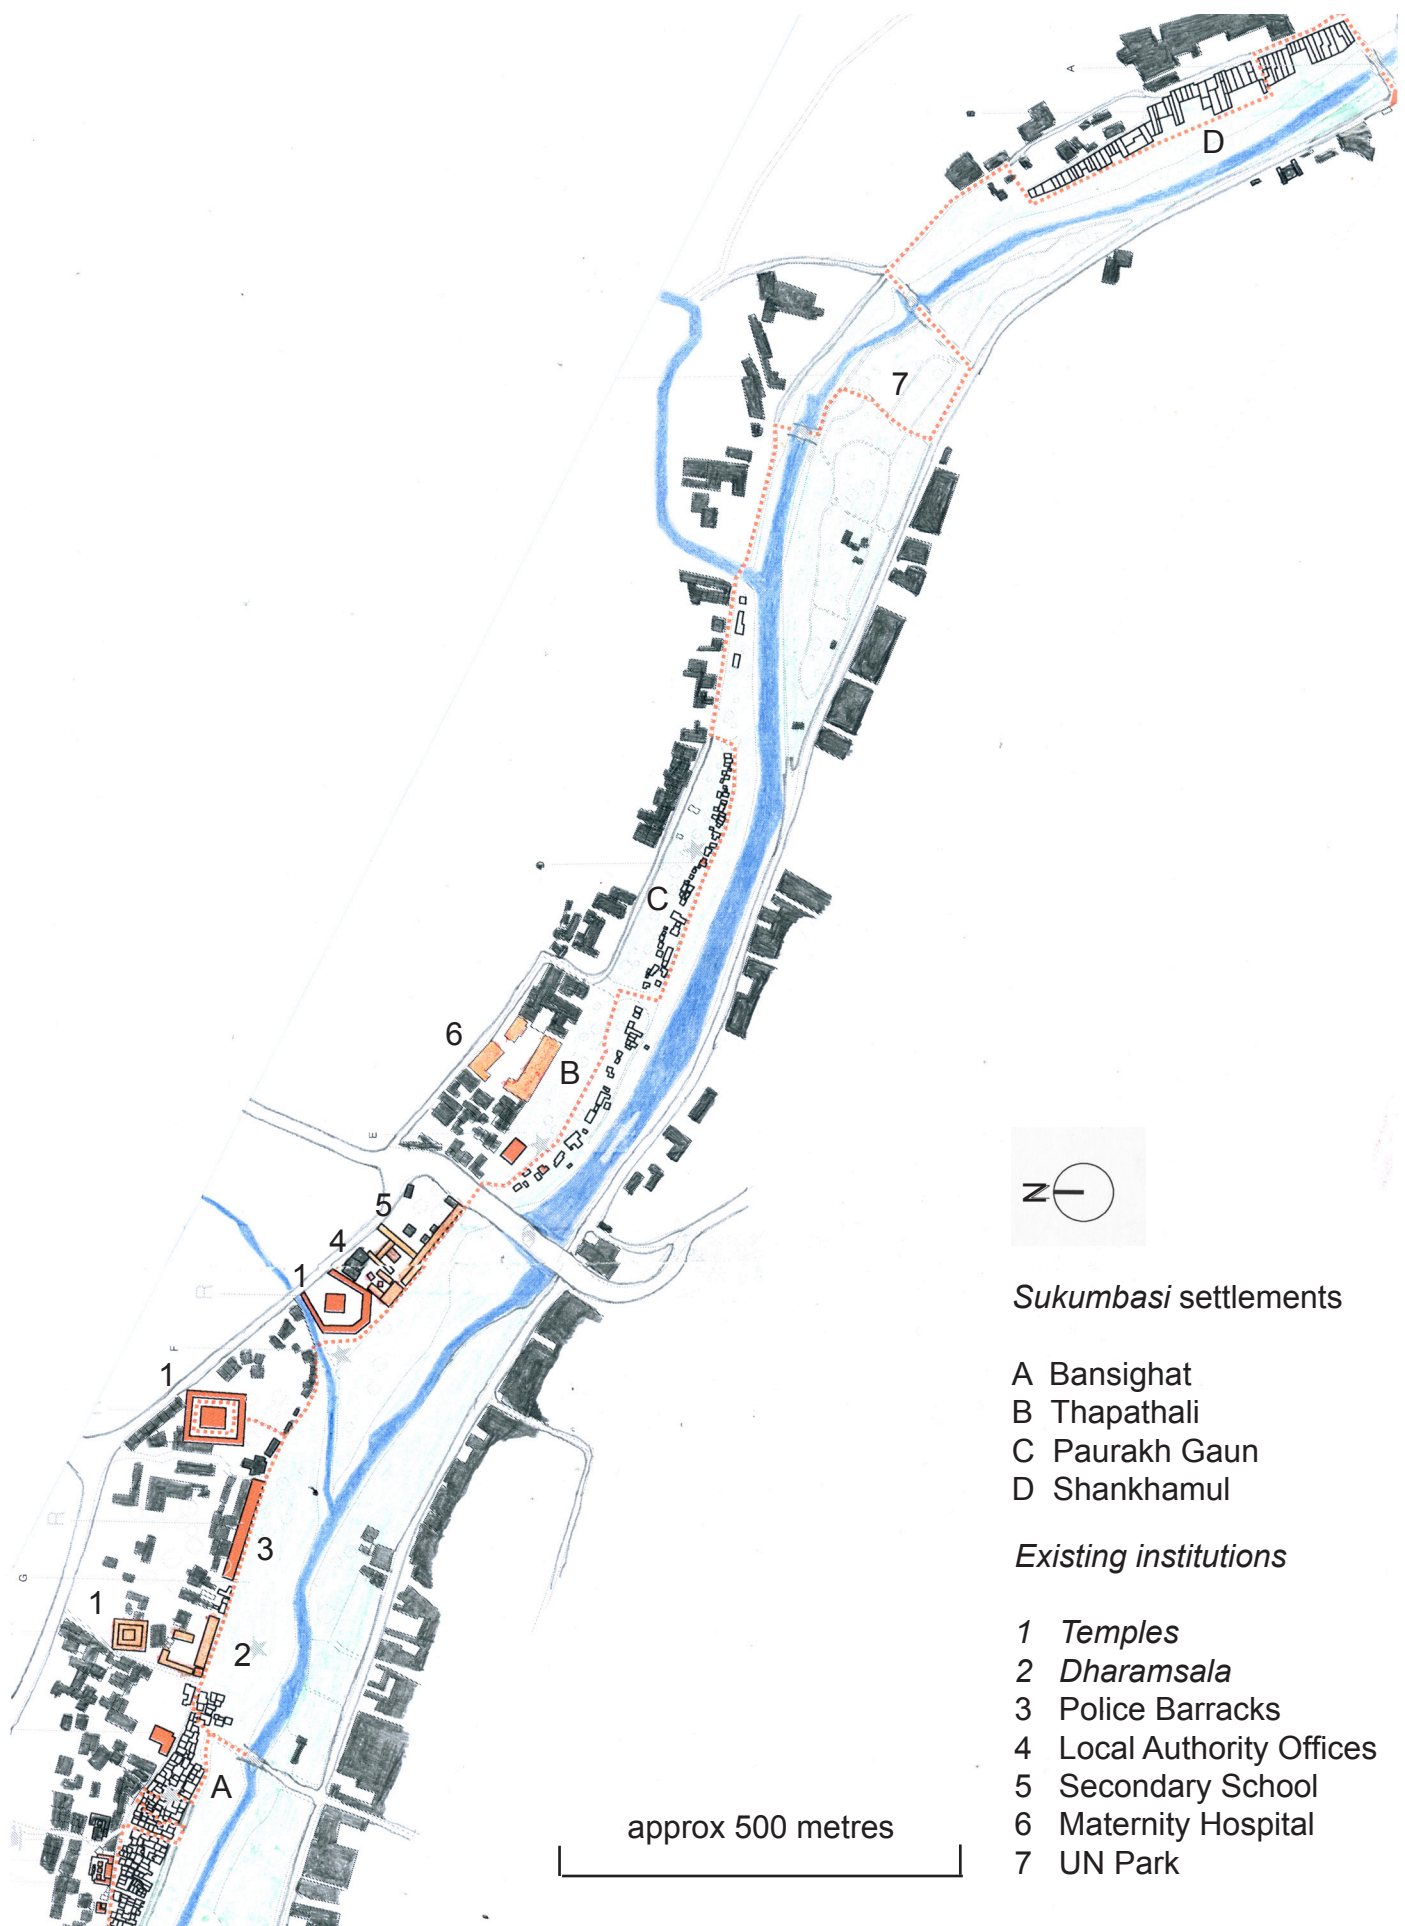 A
D
7
C
6
B
E
5
4
1
R
F
1
R
3
G
1
2
A
N
Sukumbasi settlements
A Bansighat
B Thapathali
C Paurakh Gaun
D Shankhamul
Existing institutions
1 Temples
2 Dharamsala
3 Police Barracks
4 Local Authority Offices
5 Secondary School
6 Maternity Hospital
7 UN Park
approx 500 metres